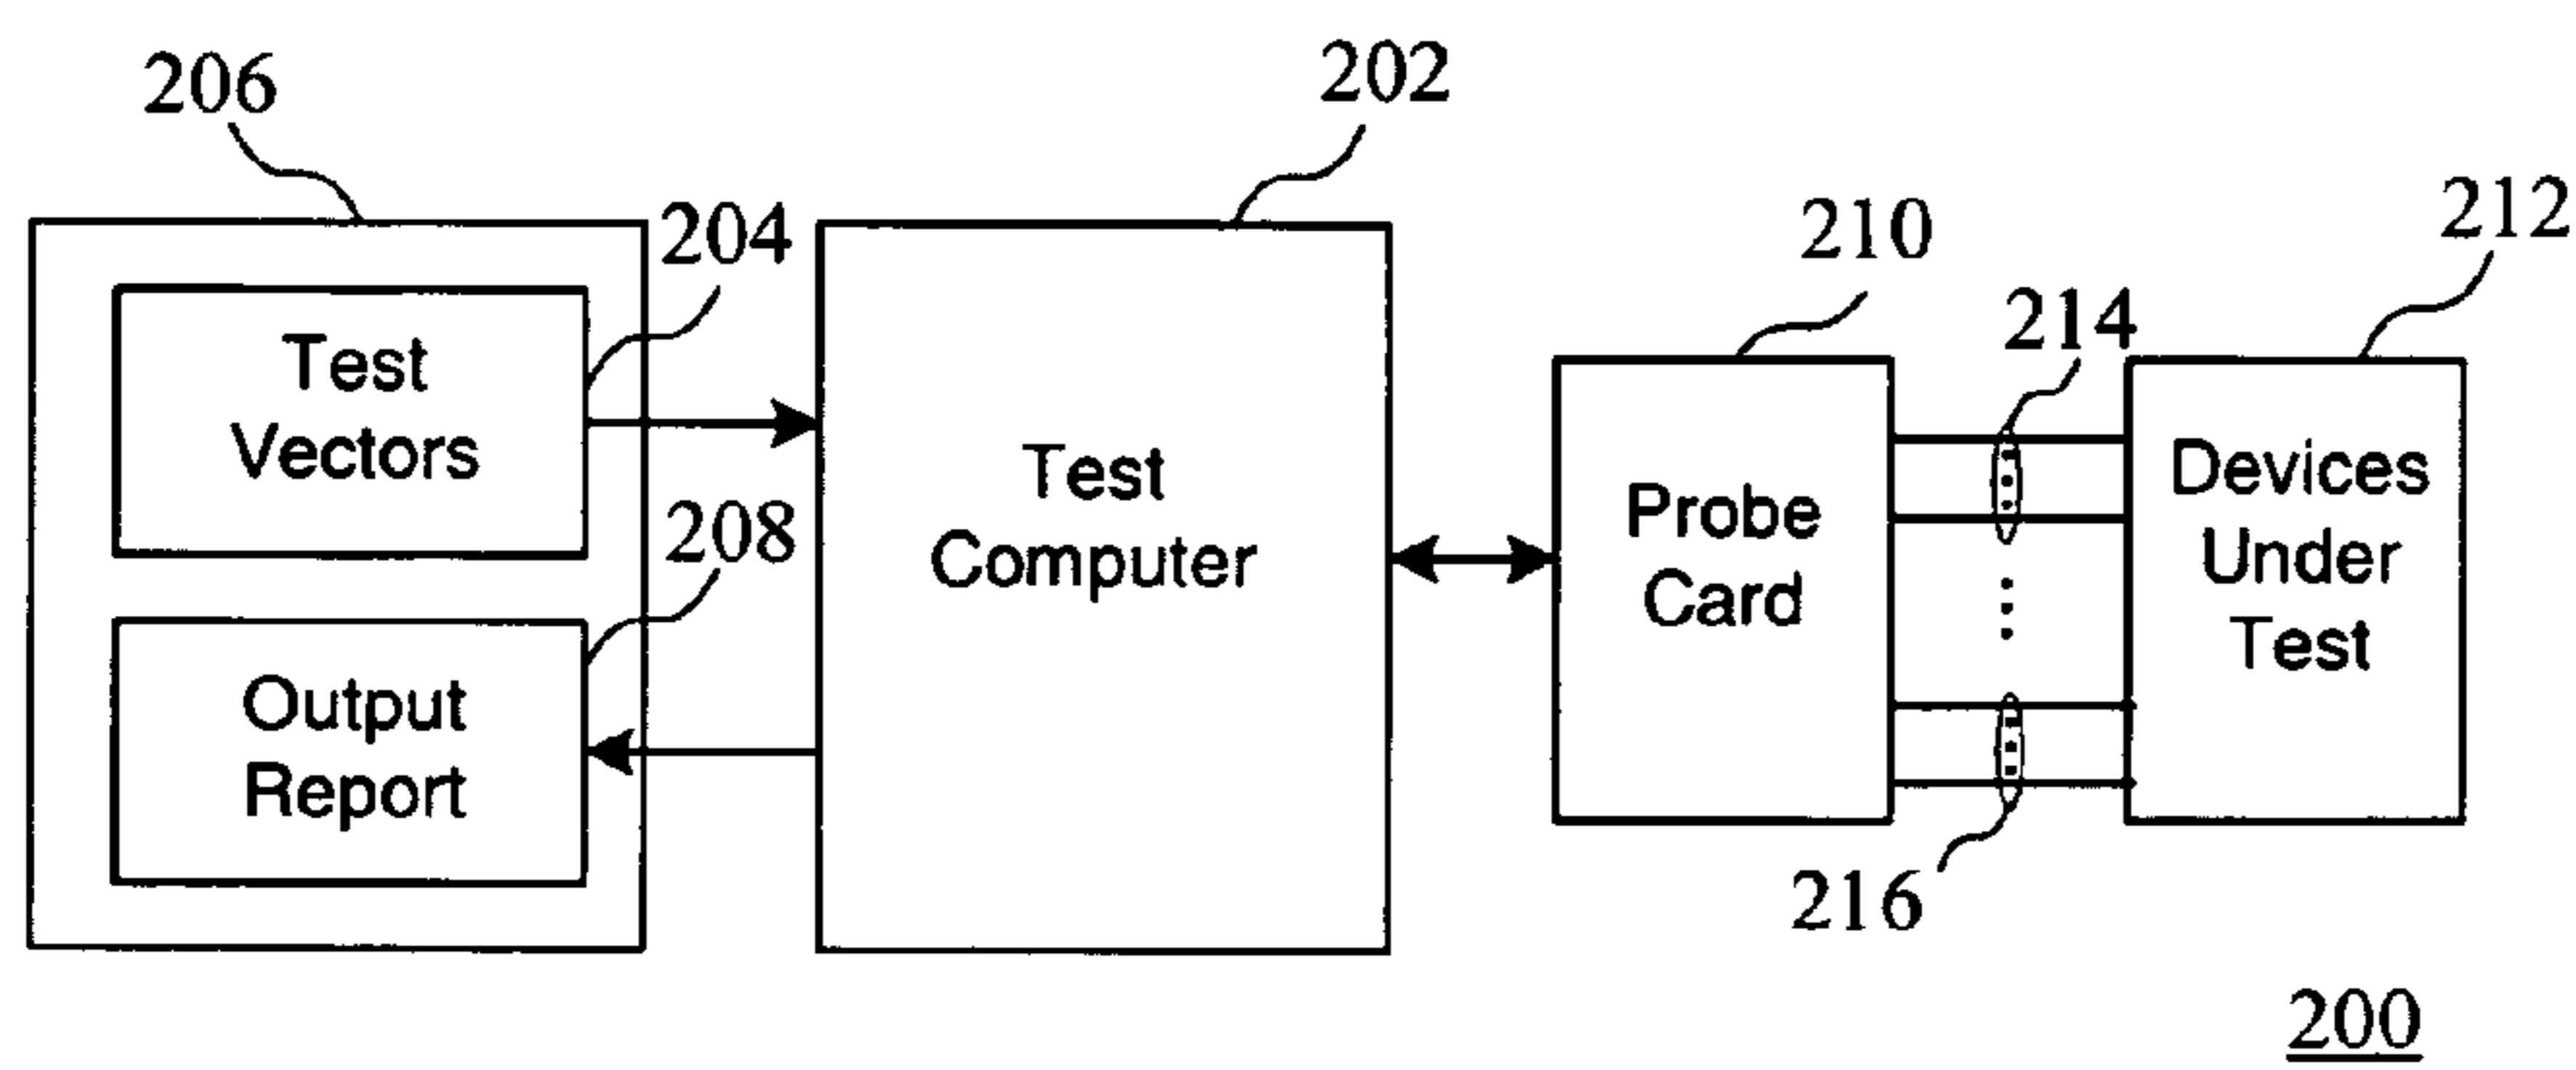 206
202
204
210
212
214
Test
Vectors
Test
Computer
Probe
Card
Devices
Under
Test
208
Output
Report
216
200